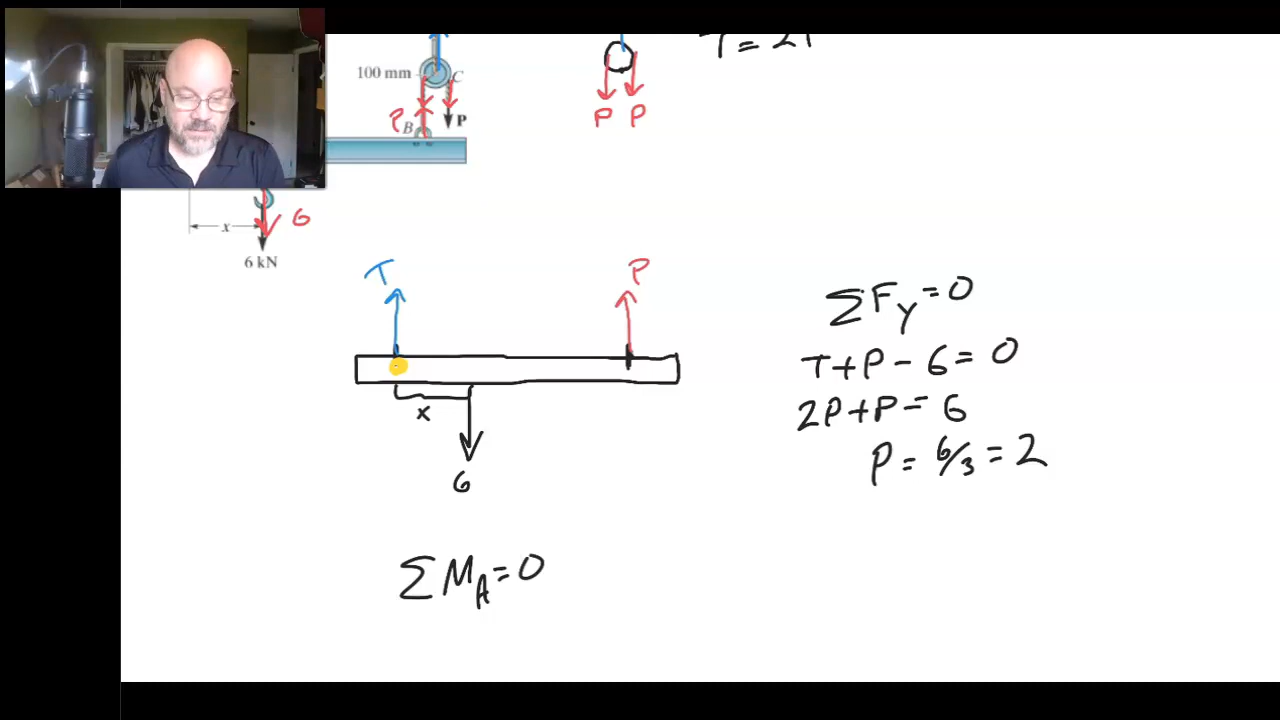 T = 2P
100 mm
C
P
B
P
P P
x
6
6 kN
T
P
x
6
ΣFy = 0
T + P - 6 = 0
2P + P = 6
P = 6/3 = 2
ΣMA = 0